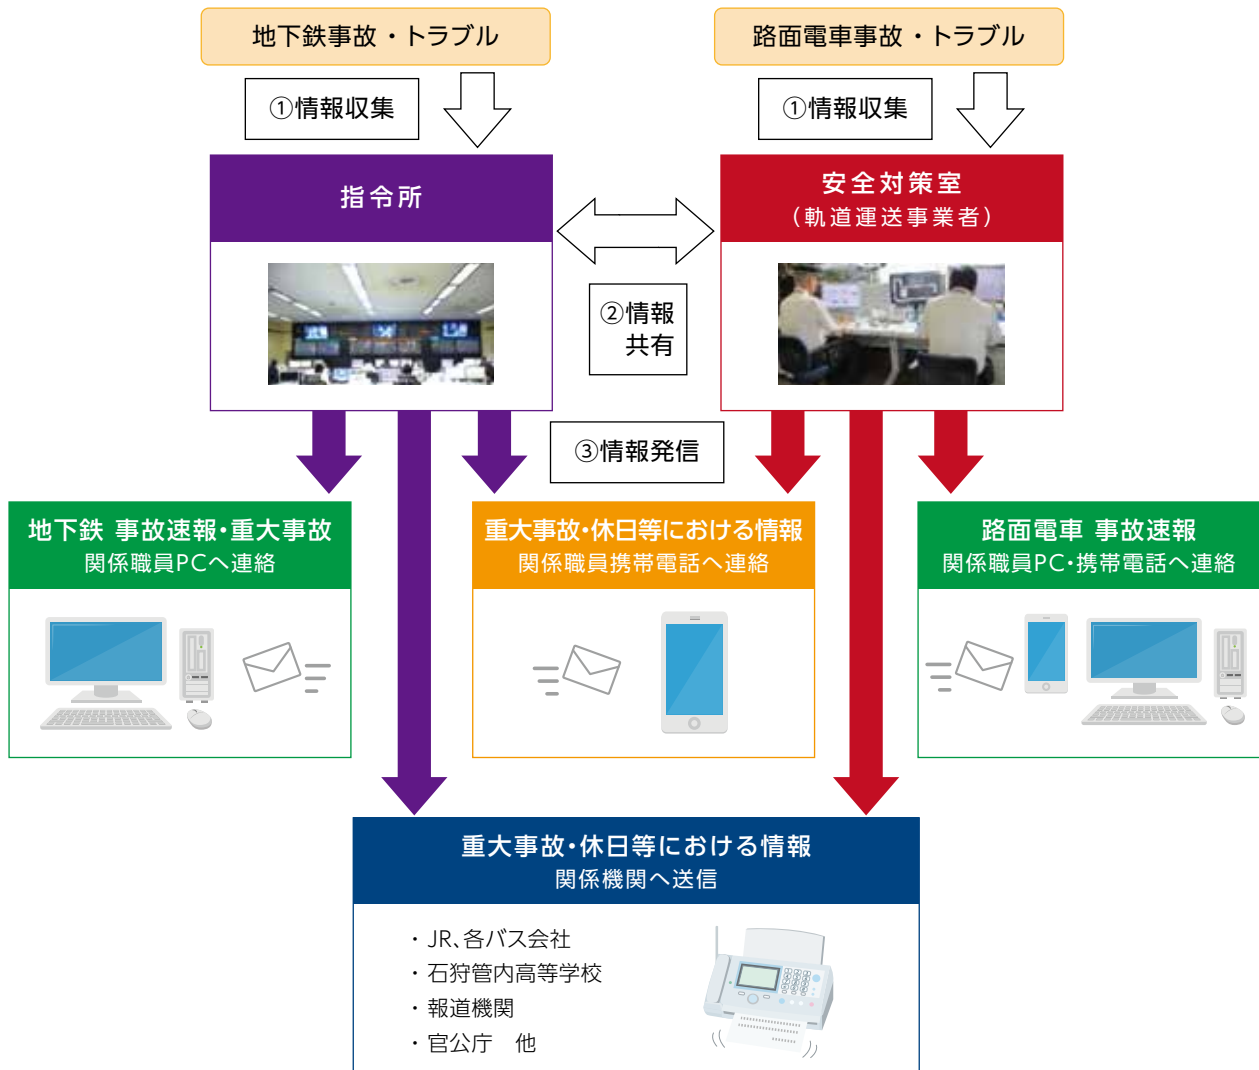 地下鉄事故・トラブル
路面電車事故・トラブル
①情報収集
①情報収集
指令所
安全対策室
（軌道運送事業者）
②情報
共有
③情報発信
地下鉄 事故速報・重大事故
関係職員PCへ連絡
重大事故・休日等における情報
関係職員携帯電話へ連絡
路面電車 事故速報
関係職員PC・携帯電話へ連絡
重大事故・休日等における情報
関係機関へ送信
・JR、各バス会社
・石狩管内高等学校
・報道機関
・官公庁　他